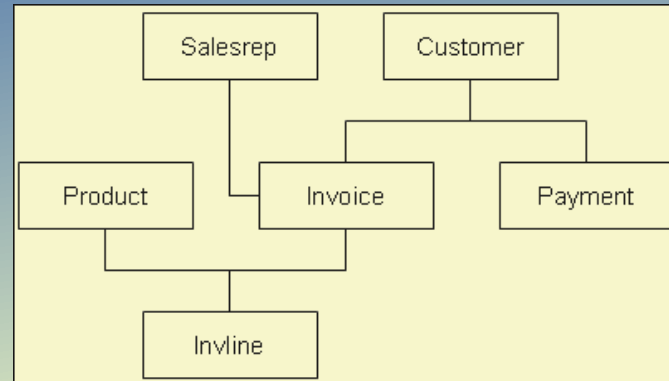 Salesrep
Customer
Product
Invoice
Payment
Invline